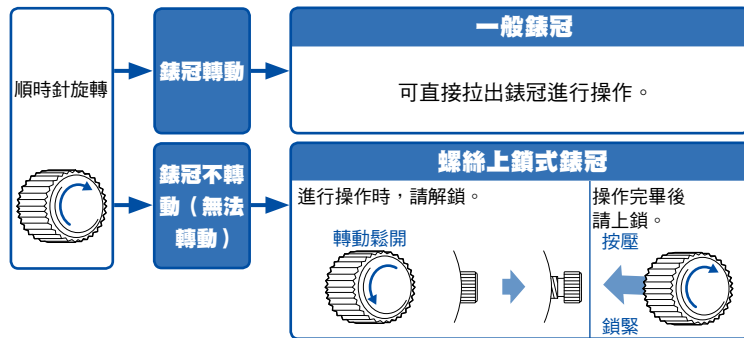 順時針旋轉
錶冠轉動
一般錶冠
可直接拉出錶冠進行操作。
錶冠不轉
動（無法
轉動）
螺絲上鎖式錶冠
進行操作時，請解鎖。
轉動鬆開
操作完畢後
請上鎖。
按壓
鎖緊